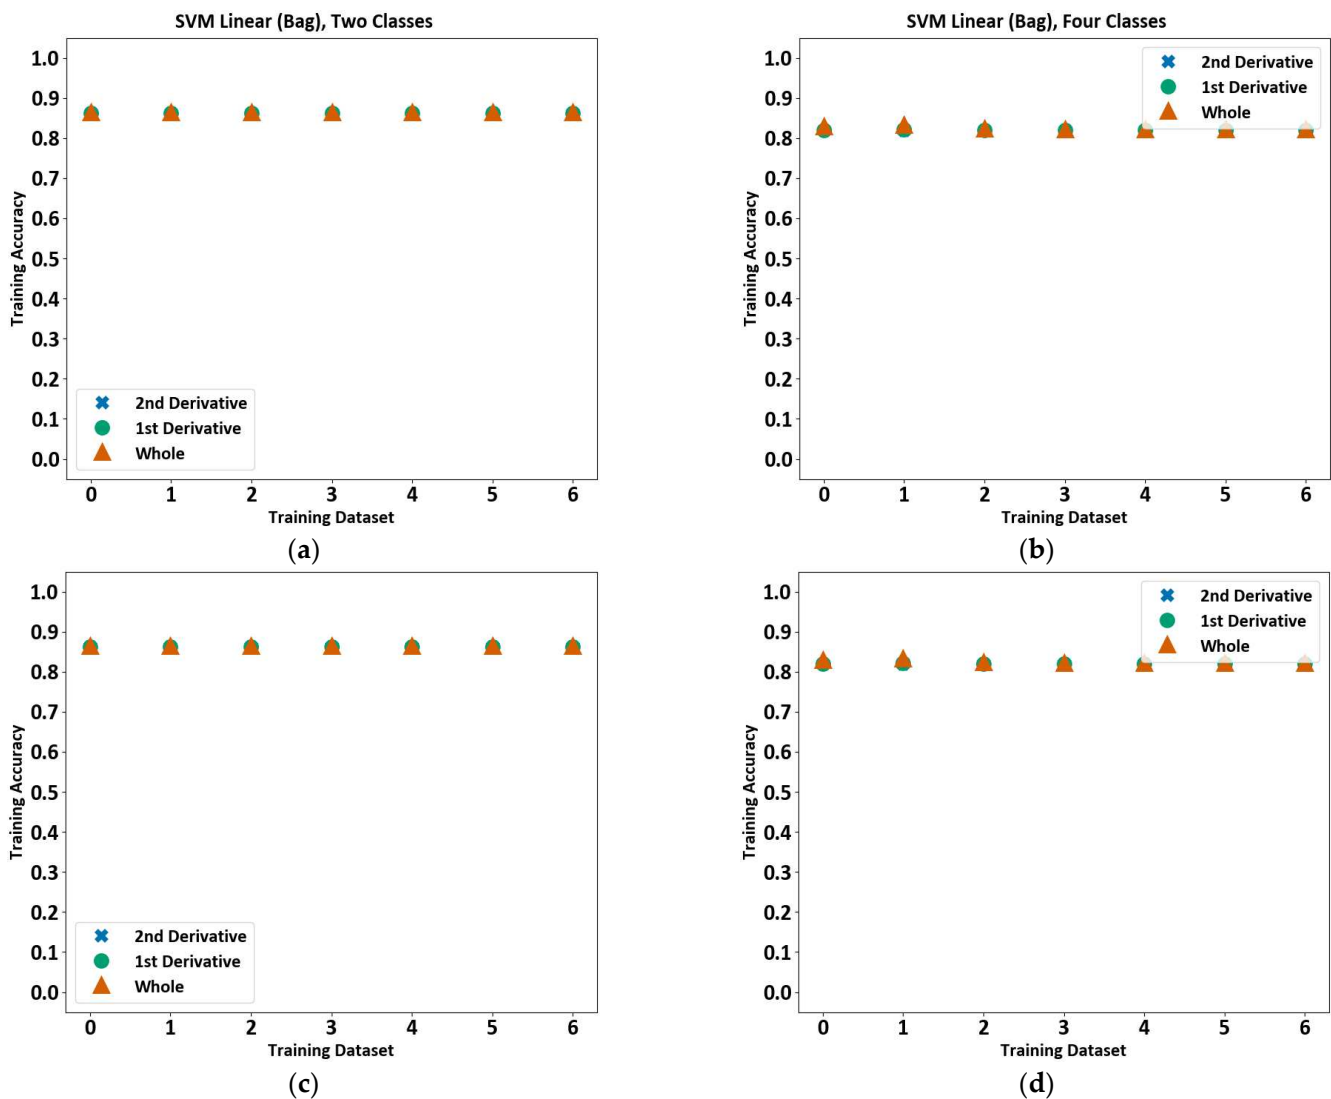 SVM Linear (Bag), Two Classes
1.0
0.9
0.8
0.7
0.6
0.5
0.4
0.3
0.2
0.1
0.0
Training Accuracy
2nd Derivative
1st Derivative
Whole
0 1 2 3 4 5 6
Training Dataset
(a)
SVM Linear (Bag), Four Classes
1.0
0.9
0.8
0.7
0.6
0.5
0.4
0.3
0.2
0.1
0.0
Training Accuracy
2nd Derivative
1st Derivative
Whole
0 1 2 3 4 5 6
Training Dataset
(b)
1.0
0.9
0.8
0.7
0.6
0.5
0.4
0.3
0.2
0.1
0.0
Training Accuracy
2nd Derivative
1st Derivative
Whole
0 1 2 3 4 5 6
Training Dataset
(c)
1.0
0.9
0.8
0.7
0.6
0.5
0.4
0.3
0.2
0.1
0.0
Training Accuracy
2nd Derivative
1st Derivative
Whole
0 1 2 3 4 5 6
Training Dataset
(d)